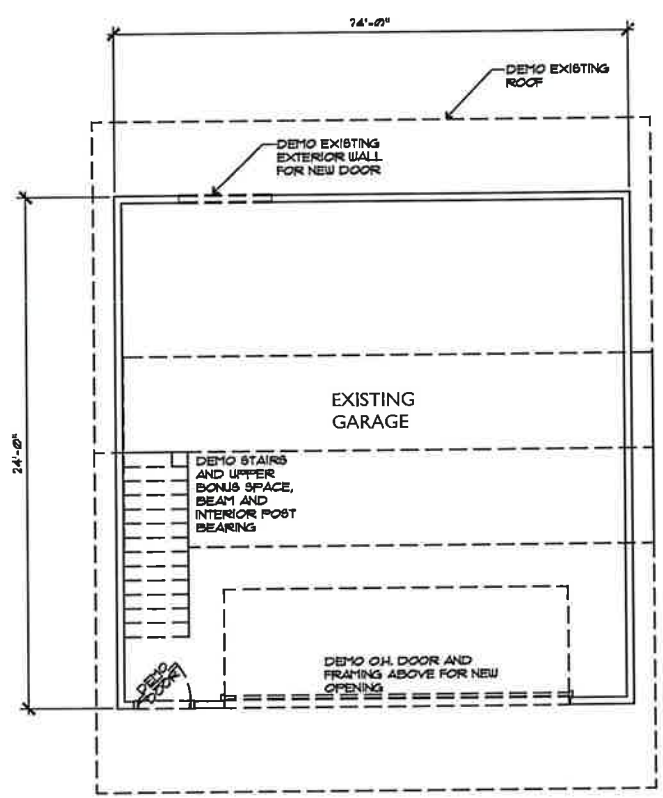 24'-0"
DEMO EXISTING
ROOF
DEMO EXISTING
EXTERIOR WALL
FOR NEW DOOR
EXISTING
GARAGE
24'-0"
DEMO STAIRS
AND UPPER
BONUS SPACE,
BEAM AND
INTERIOR POST
BEARING
DEMO
DOOR
DEMO O.H. DOOR AND
FRAMING ABOVE FOR NEW
OPENING